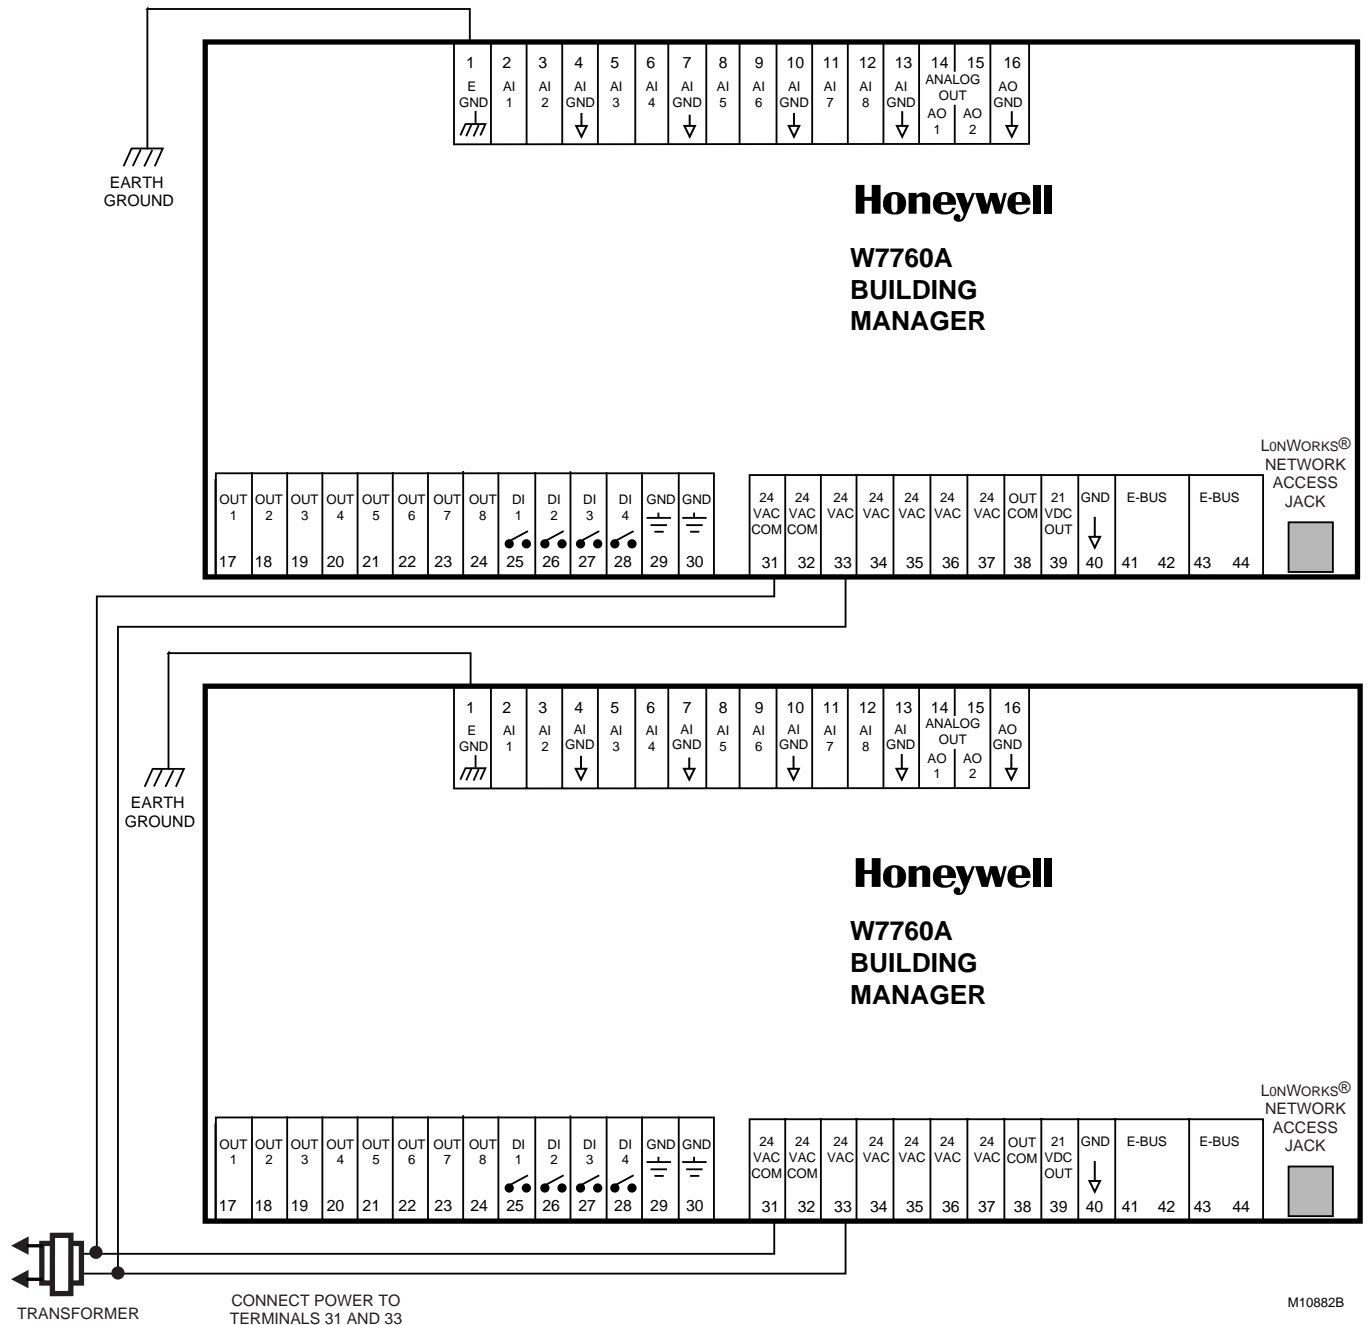 1 2 3 4 5 6 7 8 9 10 11 12 13 14 15 16
E AI AI AI AI AI AI AI AI AI AI AI AI ANALOG AO
GND 1 2 GND 3 4 GND 5 6 GND 7 8 GND OUT GND
AO AO
1 2
EARTH
GROUND
Honeywell
W7760A
BUILDING
MANAGER
LONWORKS®
NETWORK
ACCESS
JACK
OUT OUT OUT OUT OUT OUT OUT OUT DI DI DI DI GND GND 24 24 24 24 24 24 24 OUT 21 GND E-BUS E-BUS
1 2 3 4 5 6 7 8 1 2 3 4 VAC VAC VAC VAC VAC VAC VAC COM VDC
COM COM OUT
17 18 19 20 21 22 23 24 25 26 27 28 29 30 31 32 33 34 35 36 37 38 39 40 41 42 43 44
1 2 3 4 5 6 7 8 9 10 11 12 13 14 15 16
E AI AI AI AI AI AI AI AI AI AI AI AI ANALOG AO
GND 1 2 GND 3 4 GND 5 6 GND 7 8 GND OUT GND
AO AO
1 2
EARTH
GROUND
Honeywell
W7760A
BUILDING
MANAGER
LONWORKS®
NETWORK
ACCESS
JACK
OUT OUT OUT OUT OUT OUT OUT OUT DI DI DI DI GND GND 24 24 24 24 24 24 24 OUT 21 GND E-BUS E-BUS
1 2 3 4 5 6 7 8 1 2 3 4 VAC VAC VAC VAC VAC VAC VAC COM VDC
COM COM OUT
17 18 19 20 21 22 23 24 25 26 27 28 29 30 31 32 33 34 35 36 37 38 39 40 41 42 43 44
TRANSFORMER
CONNECT POWER TO
TERMINALS 31 AND 33
M10882B